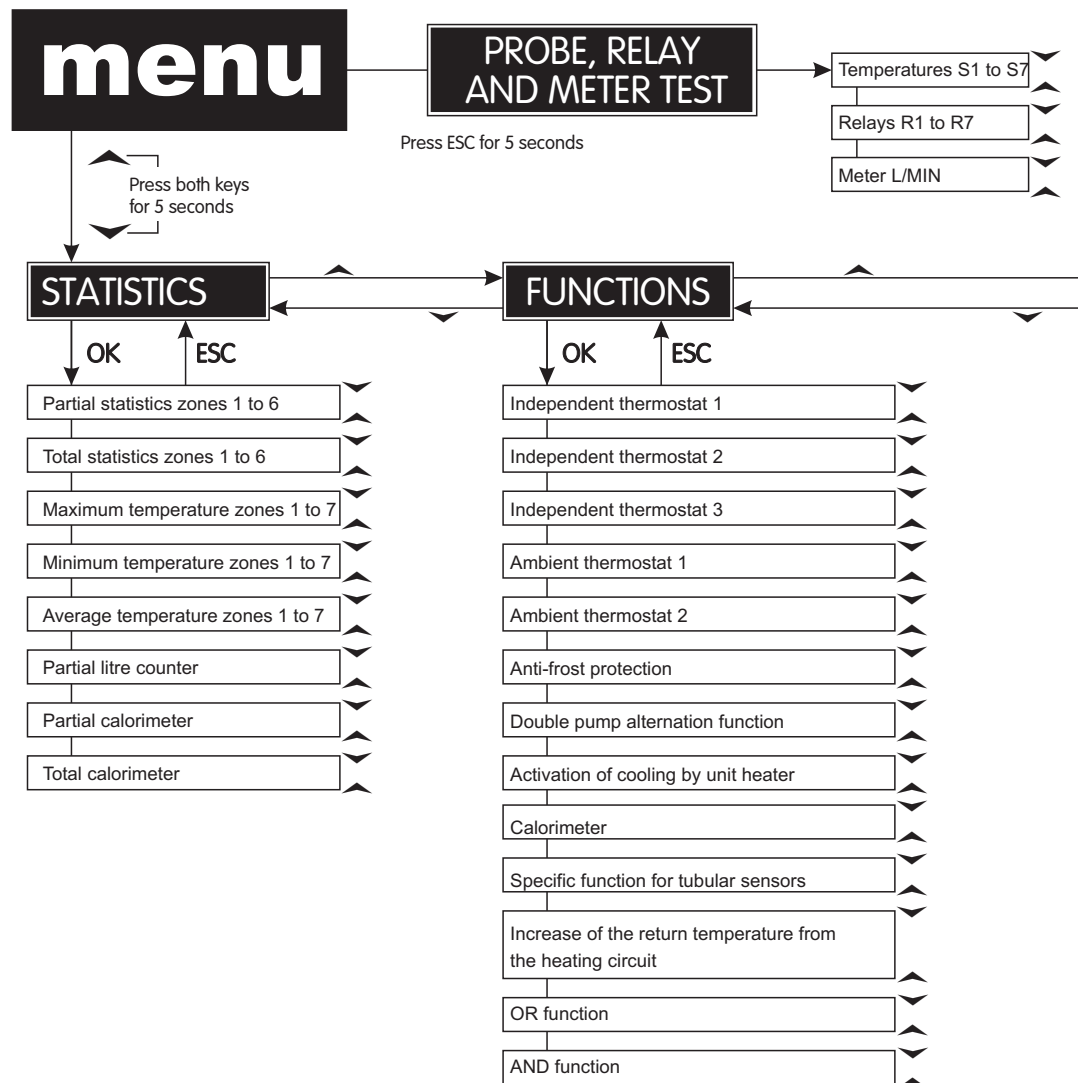 menu
PROBE, RELAY
AND METER TEST
Press ESC for 5 seconds
Temperatures S1 to S7
Relays R1 to R7
Meter L/MIN
Press both keys
for 5 seconds
STATISTICS
OK
ESC
Partial statistics zones 1 to 6
Total statistics zones 1 to 6
Maximum temperature zones 1 to 7
Minimum temperature zones 1 to 7
Average temperature zones 1 to 7
Partial litre counter
Partial calorimeter
Total calorimeter
FUNCTIONS
OK
ESC
Independent thermostat 1
Independent thermostat 2
Independent thermostat 3
Ambient thermostat 1
Ambient thermostat 2
Anti-frost protection
Double pump alternation function
Activation of cooling by unit heater
Calorimeter
Specific function for tubular sensors
Increase of the return temperature from
the heating circuit
OR function
AND function